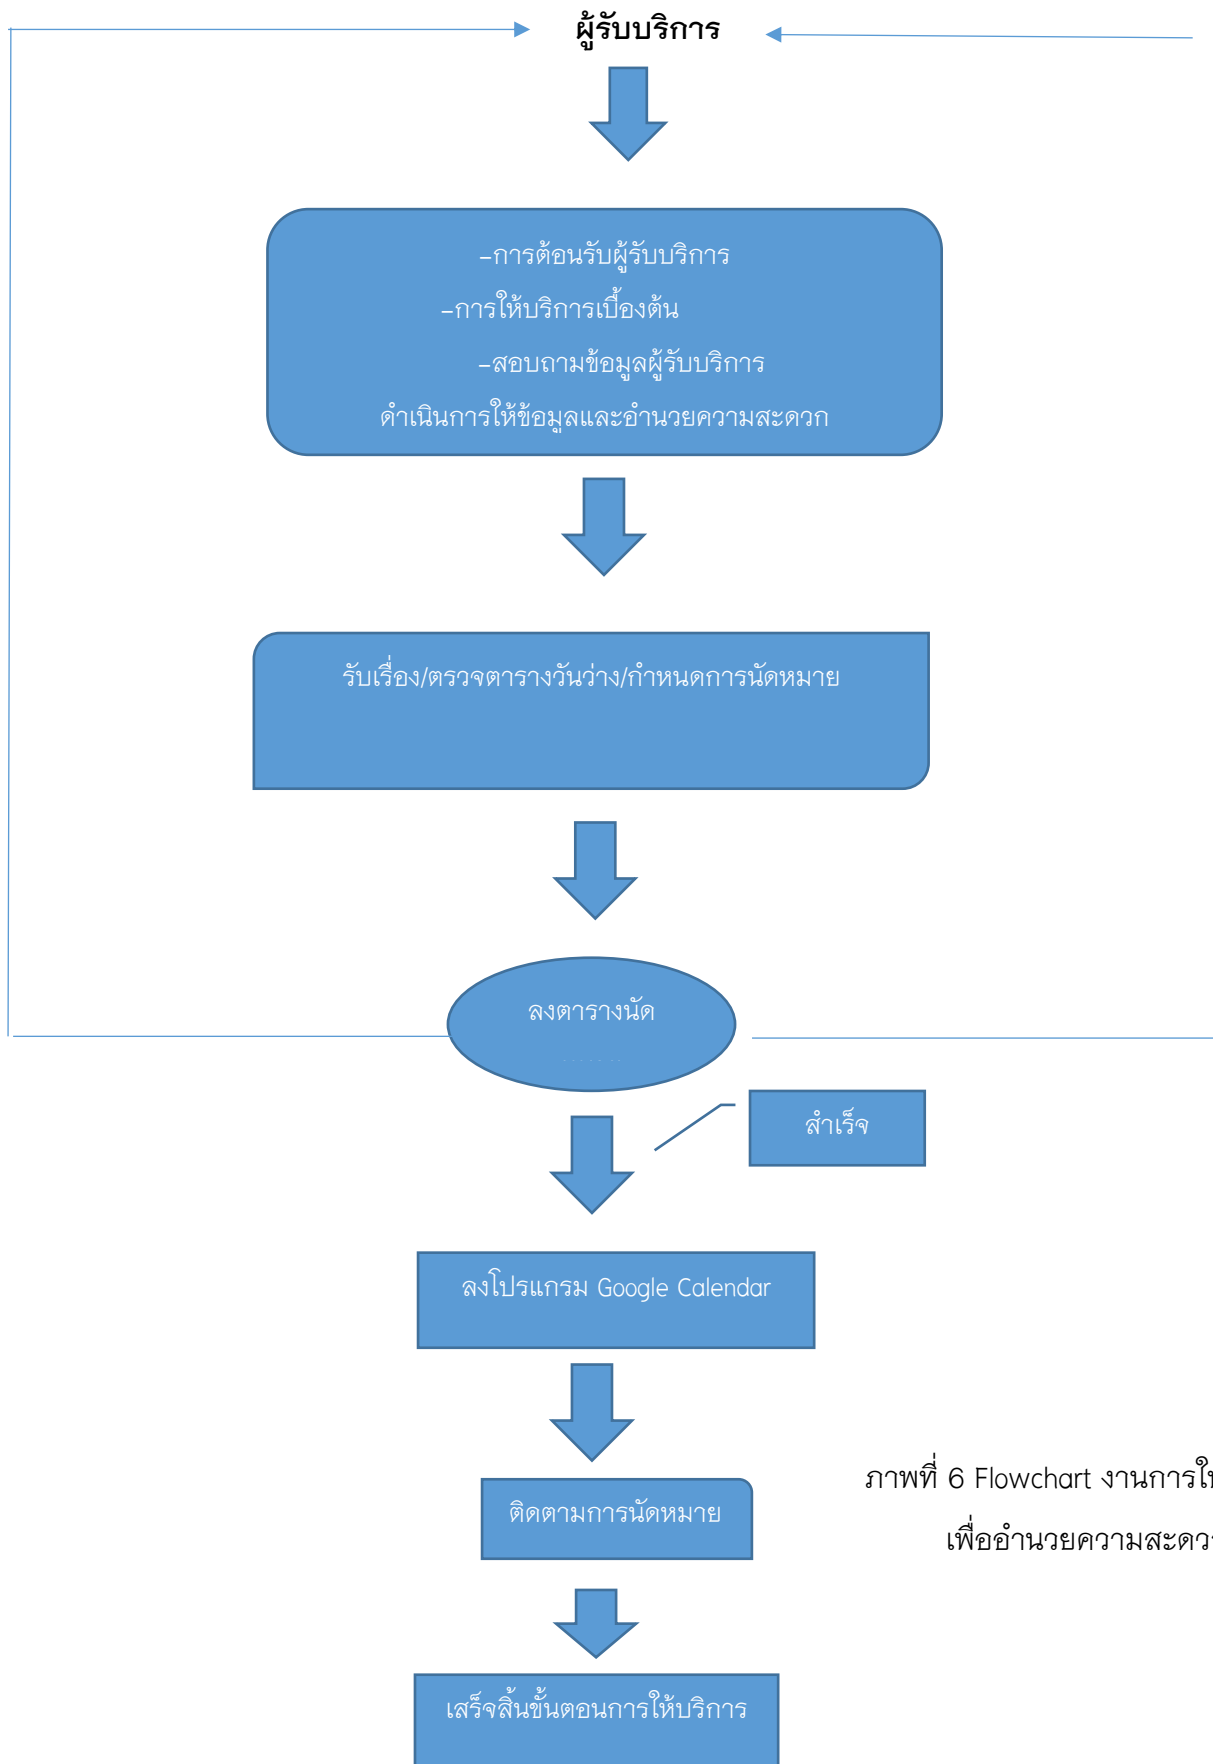 ผู้รับบริการ
-การต้อนรับผู้รับบริการ
-การให้บริการเบื้องต้น
-สอบถามข้อมูลผู้รับบริการ
ดำเนินการให้ข้อมูลและอำนวยความสะดวก
รับเรื่อง/ตรวจตารางวันว่าง/กำหนดการนัดหมาย
ลงตารางนัด
สำเร็จ
ลงโปรแกรม Google Calendar
ภาพที่ 6 Flowchart งานการให้
เพื่ออำนวยความสะดวก
ติดตามการนัดหมาย
เสร็จสิ้นขั้นตอนการให้บริการ